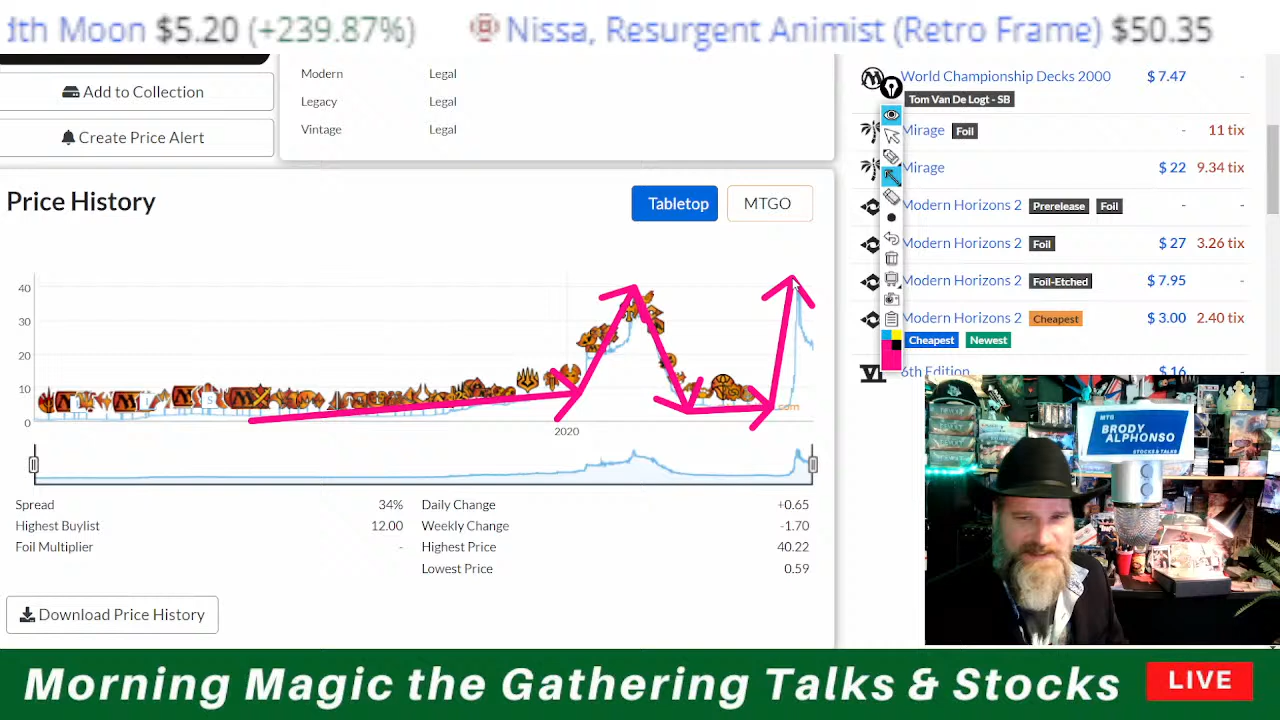 dth Moon $5.20 (+239.87%) Nissa, Resurgent Animist (Retro Frame) $50.35
Add to Collection
Create Price Alert
Modern Legal
Legacy Legal
Vintage Legal
Price History
Tabletop MTGO
40
30
20
10
0
2020
.com
Spread 34%
Highest Buylist 12.00
Foil Multiplier -
Daily Change +0.65
Weekly Change -1.70
Highest Price 40.22
Lowest Price 0.59
Download Price History
World Championship Decks 2000 $ 7.47 -
Tom Van De Logt - SB
Mirage Foil - 11 tix
Mirage $ 22 9.34 tix
Modern Horizons 2 Prerelease Foil - -
Modern Horizons 2 Foil $ 27 3.26 tix
Modern Horizons 2 Foil-Etched $ 7.95 -
Modern Horizons 2 Cheapest $ 3.00 2.40 tix
Cheapest Newest
6th Edition $ 16 -
MTG
BRODY
ALPHONSO
STOCKS & TALKS
Morning Magic the Gathering Talks & Stocks LIVE